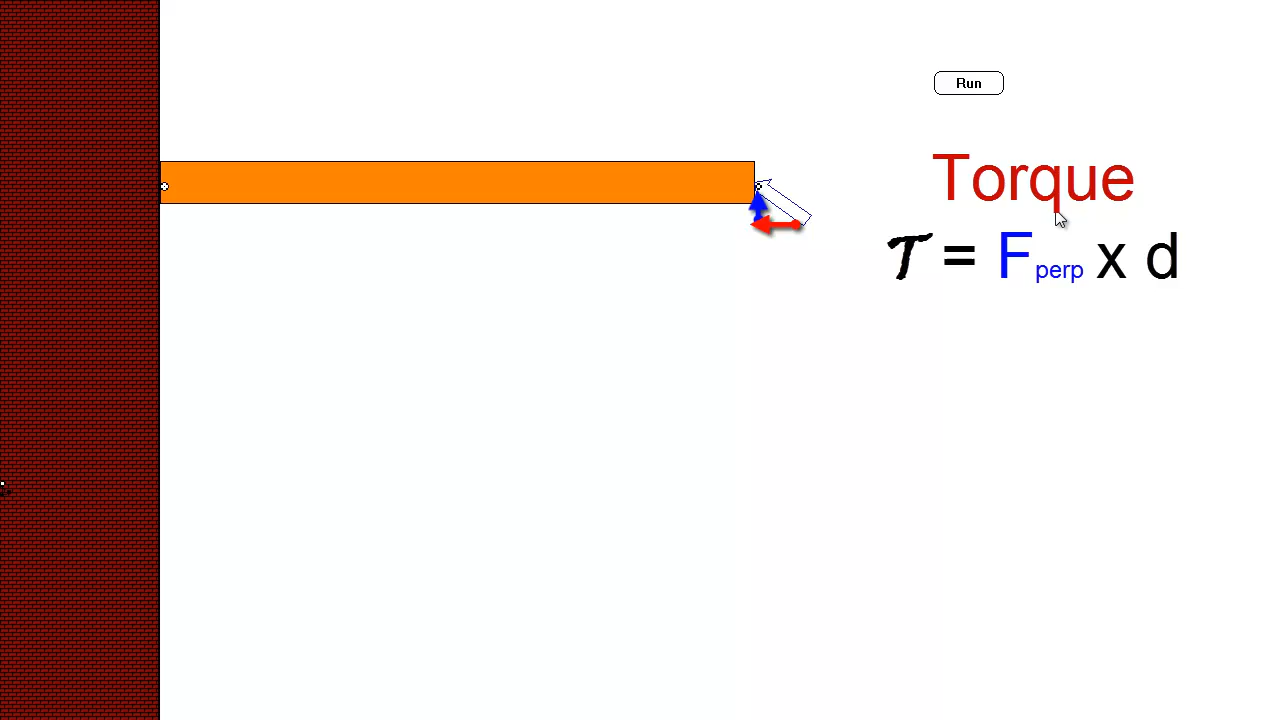 Run
Torque
τ = Fperp x d